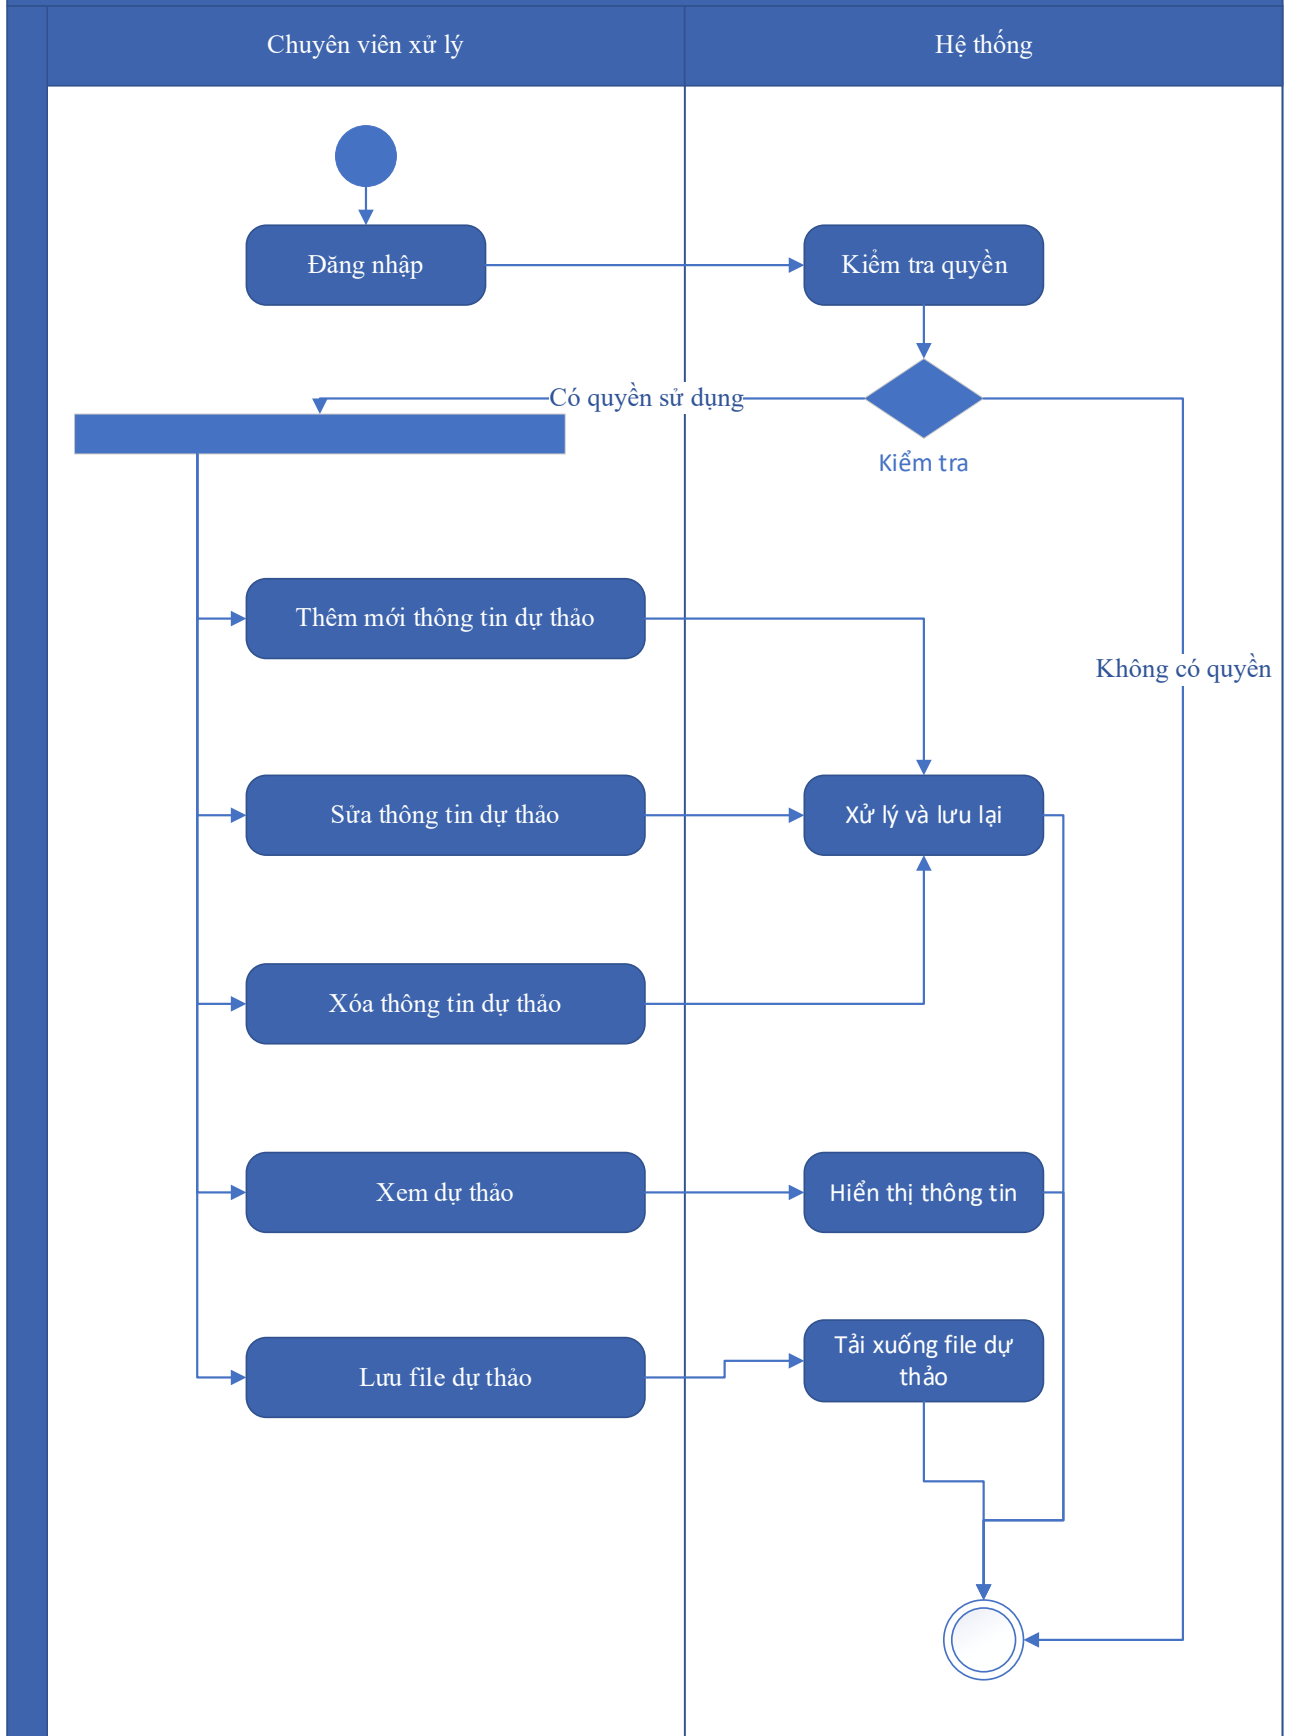 Chuyên viên xử lý
Hệ thống
Đăng nhập
Kiểm tra quyền
Có quyền sử dụng
Kiểm tra
Thêm mới thông tin dự thảo
Không có quyền
Sửa thông tin dự thảo
Xử lý và lưu lại
Xóa thông tin dự thảo
Xem dự thảo
Hiển thị thông tin
Lưu file dự thảo
Tải xuống file dự
thảo